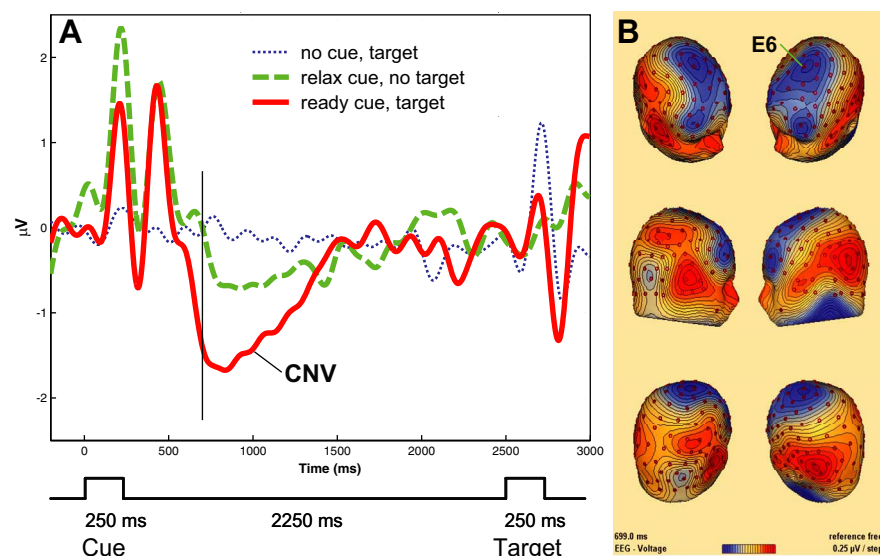 A
no cue, target
relax cue, no target
ready cue, target
2
1
0
-1
-2
µV
CNV
0
500
1000
1500
2000
2500
3000
Time (ms)
250 ms
2250
250 ms
Cue
Target
B
E6
699.0 ms
reference free
EEG - Voltage
0.25 µV / step